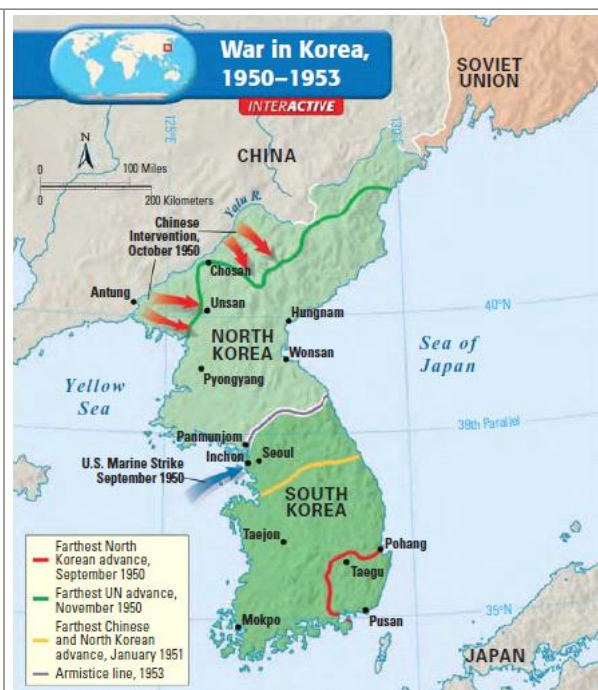 War in Korea,
1950–1953
INTERACTIVE
SOVIET
UNION
125°E
130°E
N
CHINA
0 100 Miles
0 200 Kilometers
Yalu R.
Chinese
Intervention,
October 1950
Chosan
Antung
Unsan
Hungnam
40°N
NORTH
KOREA
Wonsan
Sea of
Japan
Yellow
Sea
Pyongyang
38th Parallel
Panmunjom
Inchon
Seoul
U.S. Marine Strike
September 1950
SOUTH
KOREA
Taejon
Pohang
Taegu
Mokpo
Pusan
35°N
JAPAN
Farthest North
Korean advance,
September 1950
Farthest UN advance,
November 1950
Farthest Chinese
and North Korean
advance, January 1951
Armistice line, 1953